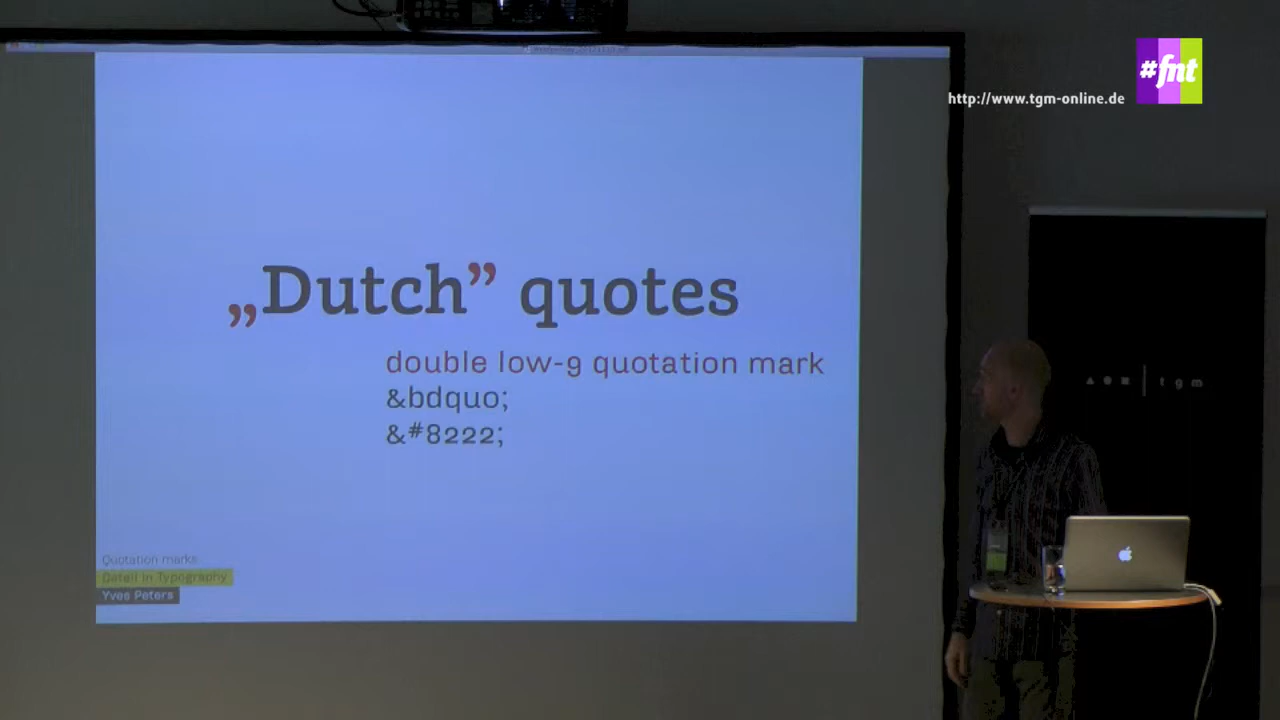 #fnt
http://www.tgm-online.de
„Dutch” quotes
double low-9 quotation mark
&bdquo;
&#8222;
tgm
Quotation marks
Detail in Typography
Yves Peters